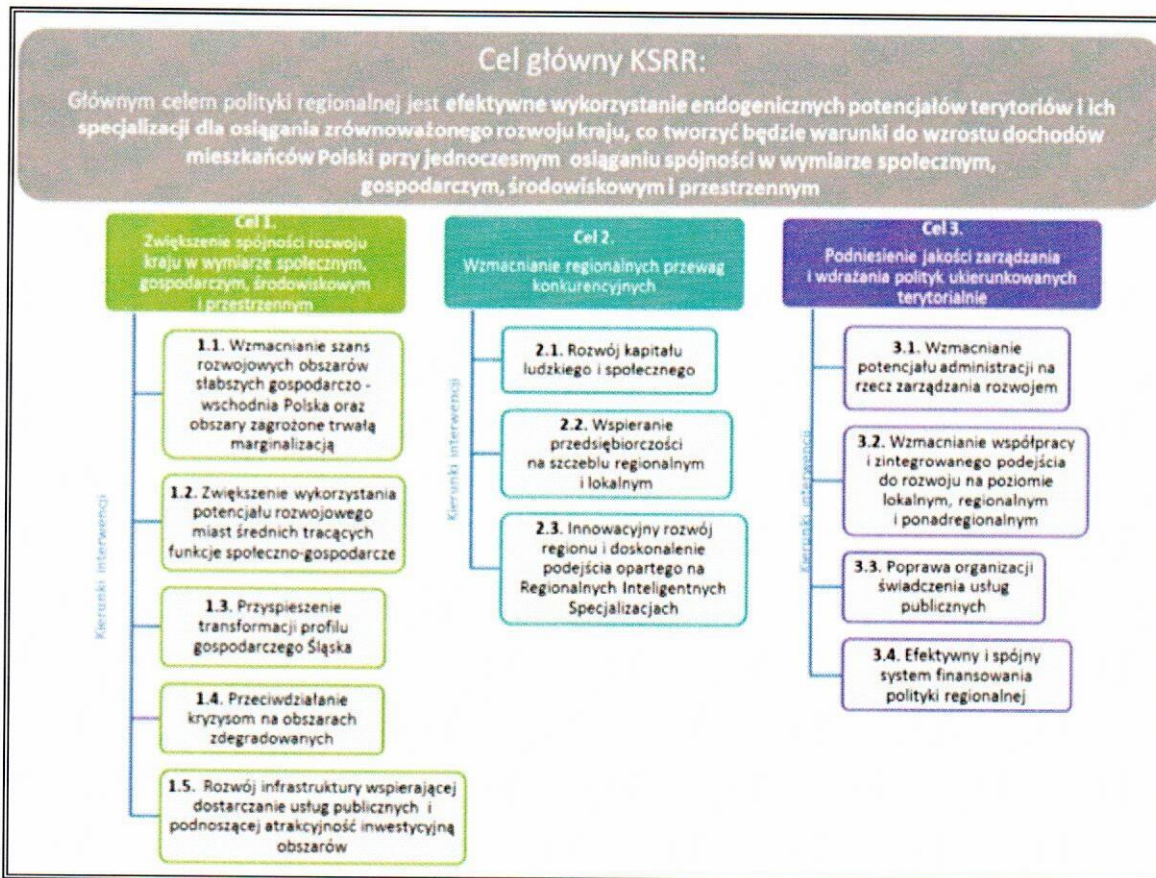 Cel główny KSRR:
Głównym celem polityki regionalnej jest efektywne wykorzystanie endogenicznych potencjałów terytoriów i ich
specjalizacji dla osiągania zrównoważonego rozwoju kraju, co tworzyć będzie warunki do wzrostu dochodów
mieszkańców Polski przy jednoczesnym osiąganiu spójności w wymiarze społecznym,
gospodarczym, środowiskowym i przestrzennym
Cel 1.
Zwiększenie spójności rozwoju
kraju w wymiarze społecznym,
gospodarczym, środowiskowym
i przestrzennym
Kierunki interwencji
1.1. Wzmacnianie szans
rozwojowych obszarów
słabszych gospodarczo -
wschodnia Polska oraz
obszary zagrożone trwałą
marginalizacją
1.2. Zwiększenie wykorzystania
potencjału rozwojowego
miast średnich tracących
funkcje społeczno-gospodarcze
1.3. Przyspieszenie
transformacji profilu
gospodarczego Śląska
1.4. Przeciwdziałanie
kryzysom na obszarach
zdegradowanych
1.5. Rozwój infrastruktury wspierającej
dostarczanie usług publicznych i
podnoszącej atrakcyjność inwestycyjną
obszarów
Cel 2.
Wzmacnianie regionalnych przewag
konkurencyjnych
Kierunki interwencji
2.1. Rozwój kapitału
ludzkiego i społecznego
2.2. Wspieranie
przedsiębiorczości
na szczeblu regionalnym
i lokalnym
2.3. Innowacyjny rozwój
regionu i doskonalenie
podejścia opartego na
Regionalnych Inteligentnych
Specjalizacjach
Cel 3.
Podniesienie jakości zarządzania
i wdrażania polityk ukierunkowanych
terytorialnie
Kierunki interwencji
3.1. Wzmacnianie
potencjału administracji na
rzecz zarządzania rozwojem
3.2. Wzmacnianie współpracy
i zintegrowanego podejścia
do rozwoju na poziomie
lokalnym, regionalnym
i ponadregionalnym
3.3. Poprawa organizacji
świadczenia usług
publicznych
3.4. Efektywny i spójny
system finansowania
polityki regionalnej